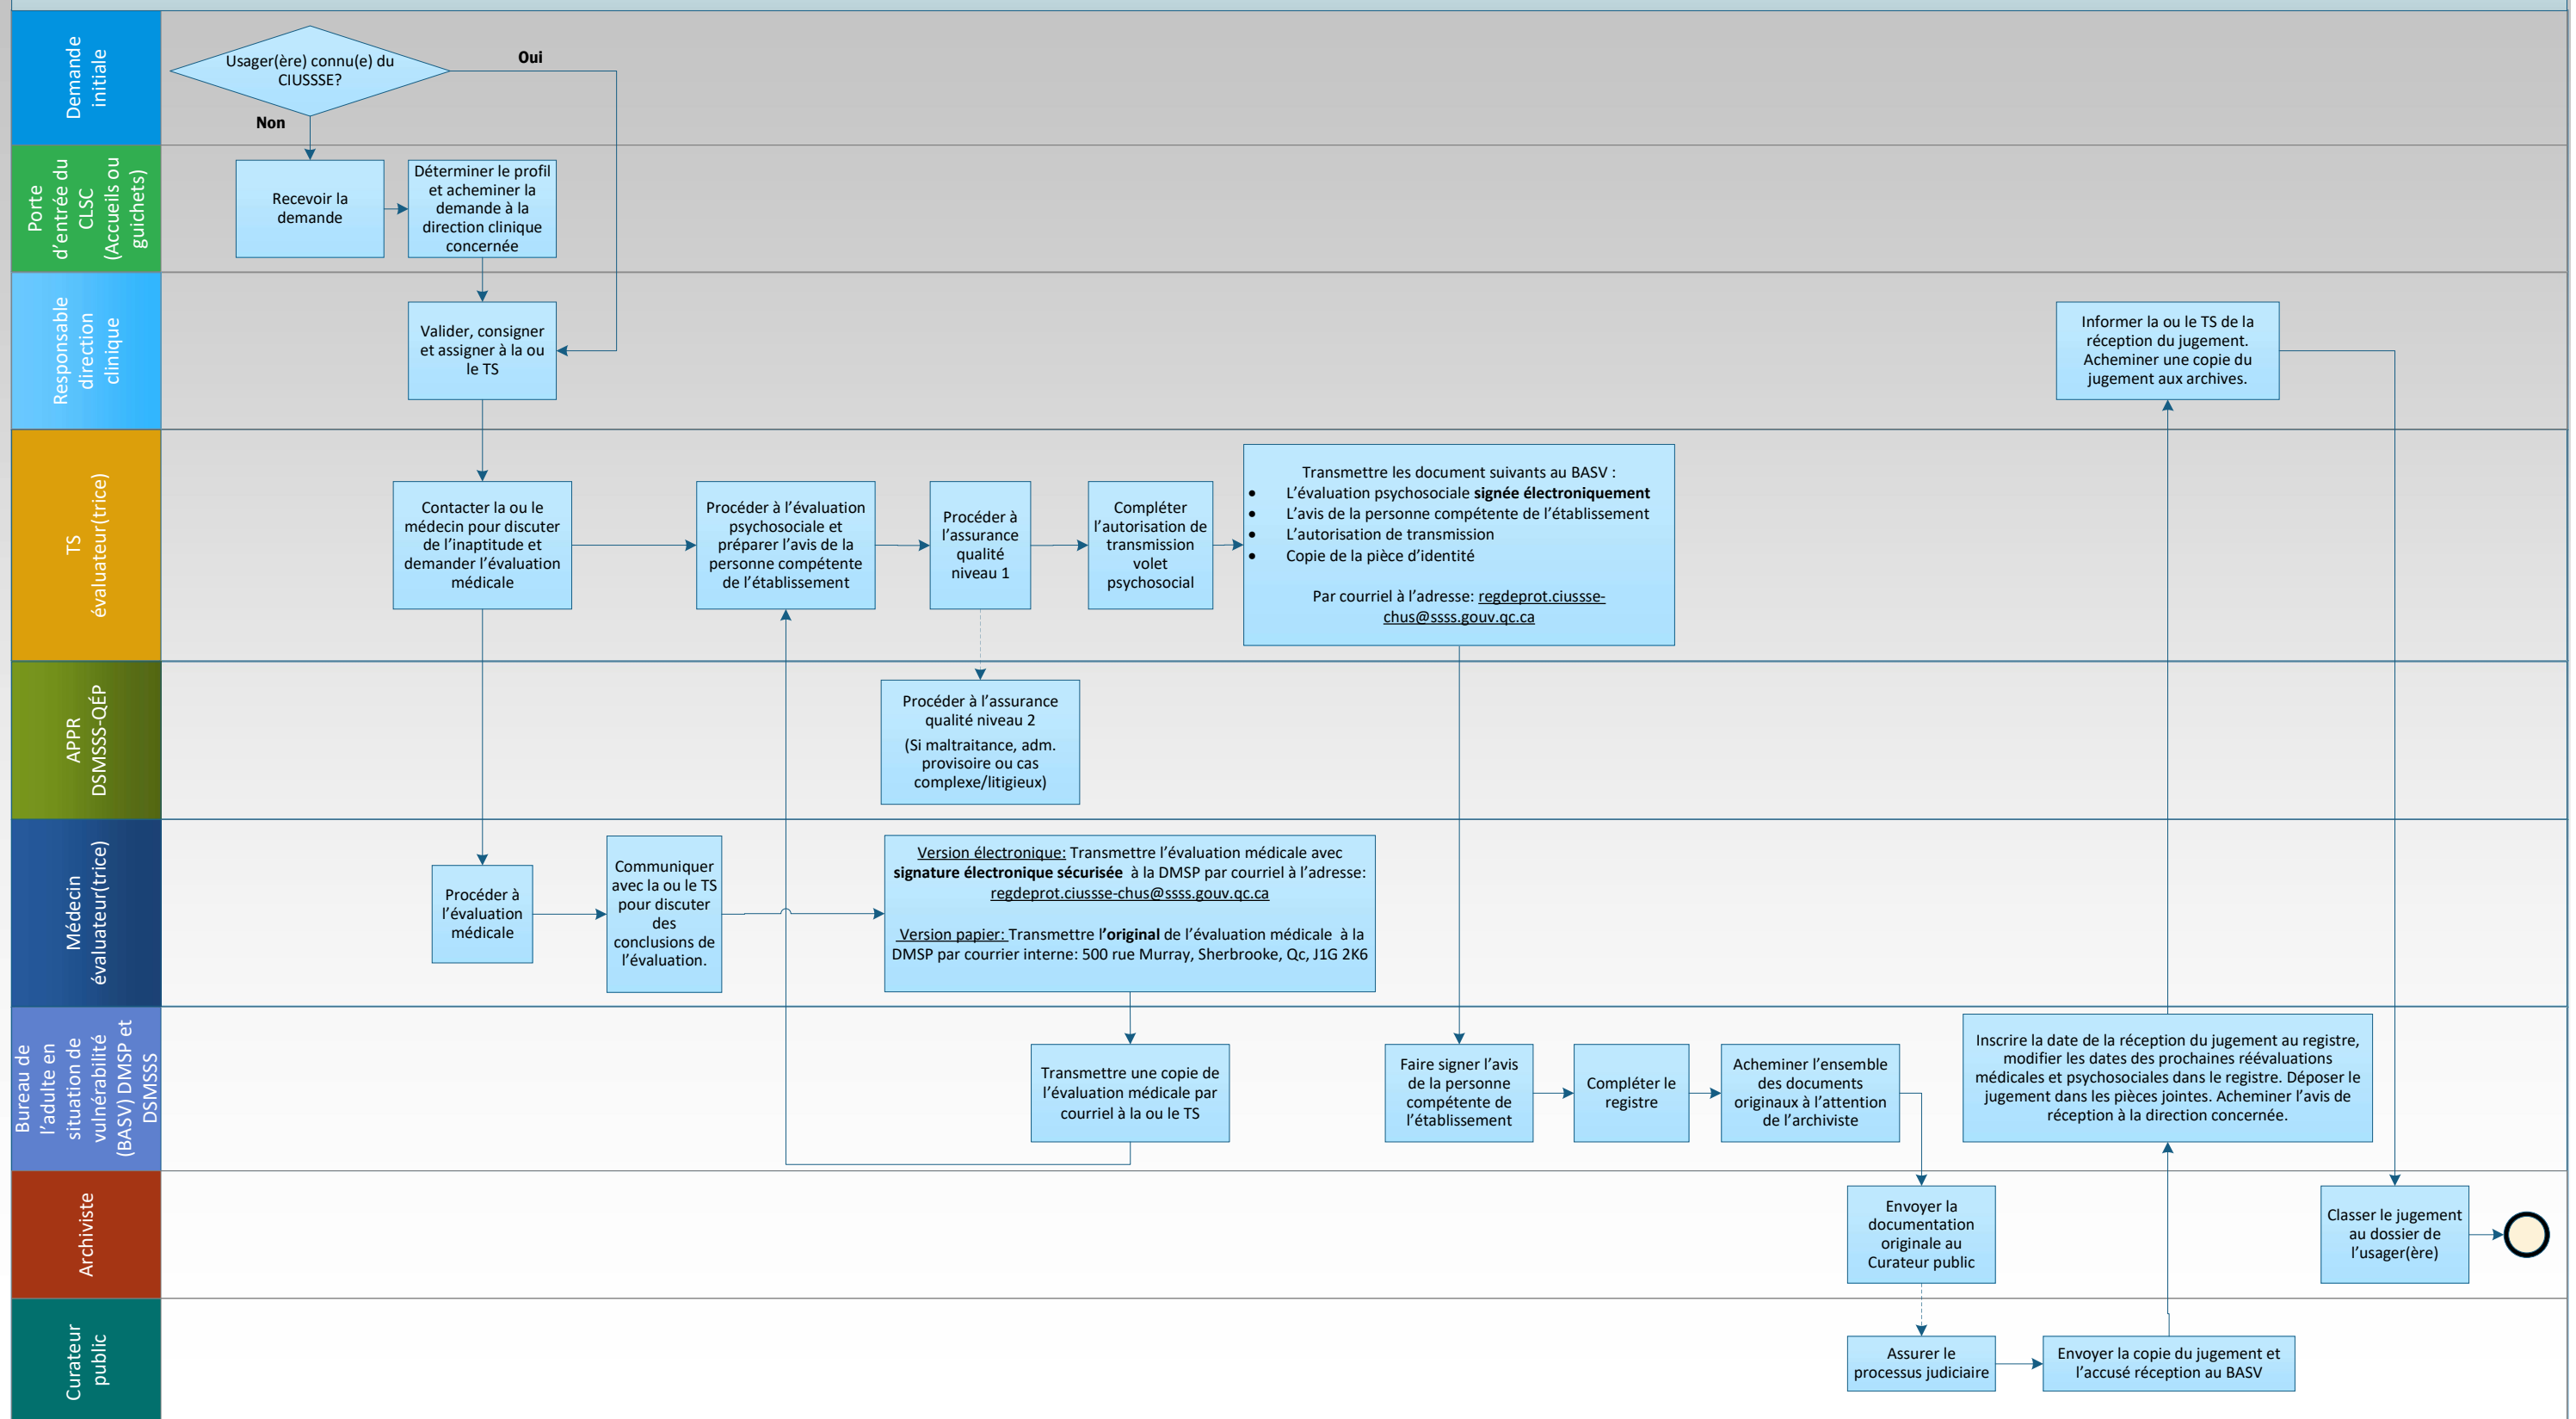 Demande
initiale
Usager(ère) connu(e) du
CIUSSSE?
Oui
Non
Porte
d’entrée du
CLSC
(Accueils ou
guichets)
Recevoir la
demande
Déterminer le profil
et acheminer la
demande à la
direction clinique
concernée
Responsable
direction
clinique
Valider, consigner
et assigner à la ou
le TS
Informer la ou le TS de la
réception du jugement.
Acheminer une copie du
jugement aux archives.
TS
évaluateur(trice)
Contacter la ou le
médecin pour discuter
de l’inaptitude et
demander l’évaluation
médicale
Procéder à l’évaluation
psychosociale et
préparer l’avis de la
personne compétente
de l’établissement
Procéder à
l’assurance
qualité
niveau 1
Compléter
l’autorisation de
transmission
volet
psychosocial
Transmettre les document suivants au BASV :
• L’évaluation psychosociale signée électroniquement
• L’avis de la personne compétente de l’établissement
• L’autorisation de transmission
• Copie de la pièce d’identité
Par courriel à l’adresse: regdeprot.ciussse-
chus@ssss.gouv.qc.ca
APPR
DSMSSS-QÉP
Procéder à l’assurance
qualité niveau 2
(Si maltraitance, adm.
provisoire ou cas
complexe/litigieux)
Médecin
évaluateur(trice)
Procéder à
l’évaluation
médicale
Communiquer
avec la ou le TS
pour discuter
des
conclusions de
l’évaluation.
Version électronique: Transmettre l’évaluation médicale avec
signature électronique sécurisée à la DMSP par courriel à l’adresse:
regdeprot.ciussse-chus@ssss.gouv.qc.ca
Version papier: Transmettre l’original de l’évaluation médicale à la
DMSP par courrier interne: 500 rue Murray, Sherbrooke, Qc, J1G 2K6
Bureau de
l’adulte en
situation de
vulnérabilité
(BASV) DMSP et
DSMSSS
Transmettre une copie de
l’évaluation médicale par
courriel à la ou le TS
Faire signer l’avis
de la personne
compétente de
l’établissement
Compléter le
registre
Acheminer l’ensemble
des documents
originaux à l’attention
de l’archiviste
Inscrire la date de la réception du jugement au registre,
modifier les dates des prochaines réévaluations
médicales et psychosociales dans le registre. Déposer le
jugement dans les pièces jointes. Acheminer l’avis de
réception à la direction concernée.
Archiviste
Envoyer la
documentation
originale au
Curateur public
Classer le jugement
au dossier de
l’usager(ère)
Curateur
public
Assurer le
processus judiciaire
Envoyer la copie du jugement et
l’accusé réception au BASV